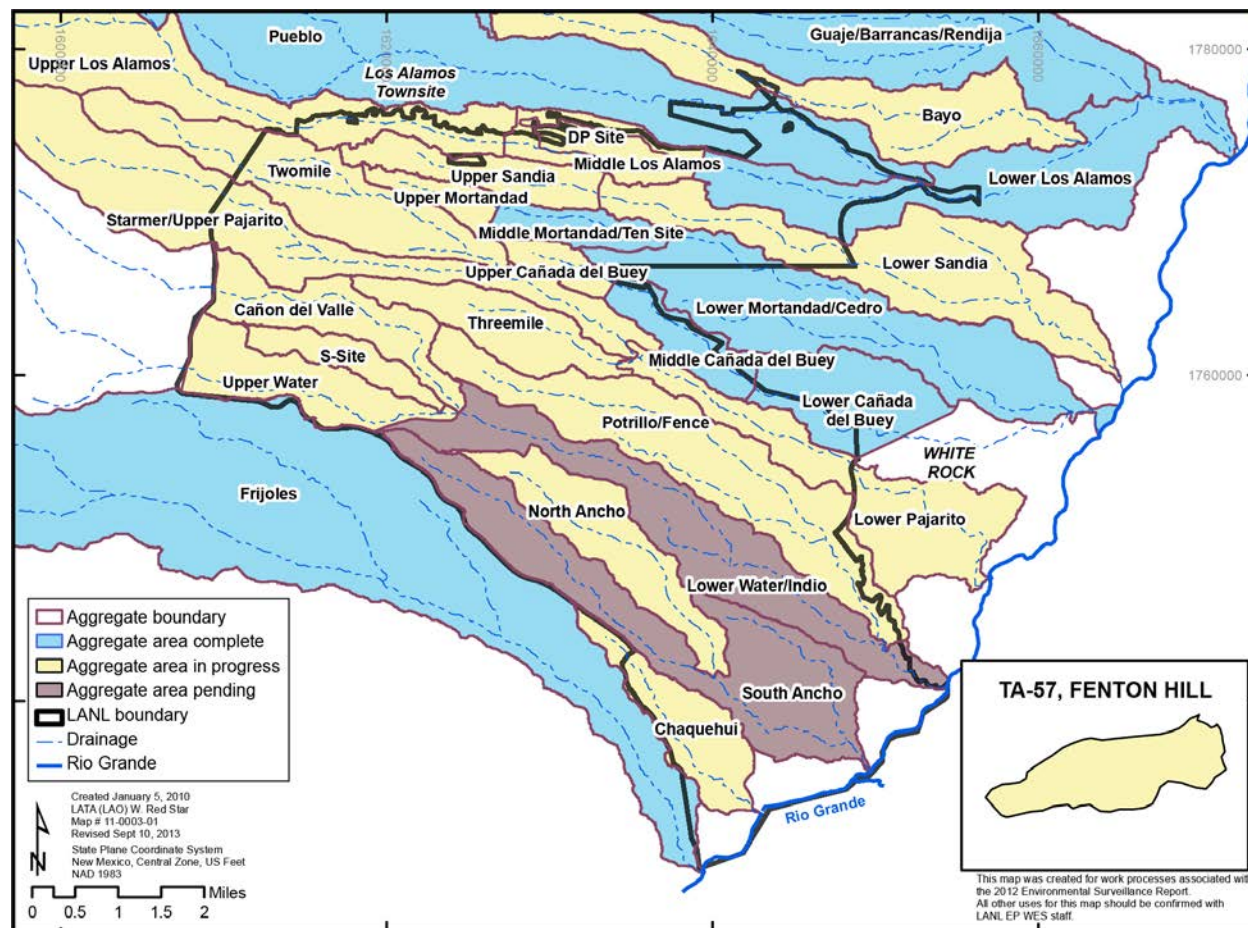 Pueblo
Guaje/Barrancas/Rendija
1780000
Upper Los Alamos
Los Alamos
Townsite
Bayo
DP Site
Middle Los Alamos
Twomile
Upper Sandia
Lower Los Alamos
Upper Mortandad
Starmer/Upper Pajarito
Middle Mortandad/Ten Site
Lower Sandia
Upper Cañada del Buey
Cañon del Valle
Lower Mortandad/Cedro
Threemile
S-Site
Middle Cañada del Buey
Upper Water
1760000
Lower Cañada
del Buey
Potrillo/Fence
WHITE
ROCK
Frijoles
North Ancho
Lower Pajarito
Lower Water/Indio
South Ancho
Chaquehui
Rio Grande
Aggregate boundary
Aggregate area complete
Aggregate area in progress
Aggregate area pending
LANL boundary
Drainage
Rio Grande
TA-57, FENTON HILL
Created January 5, 2010
LATA (LAO) W. Red Star
Map # 11-0003-01
Revised Sept 10, 2013
State Plane Coordinate System
New Mexico, Central Zone, US Feet
NAD 1983
N
Miles
0 0.5 1 1.5 2
This map was created for work processes associated with
the 2012 Environmental Surveillance Report.
All other uses for this map should be confirmed with
LANL EP WES staff.